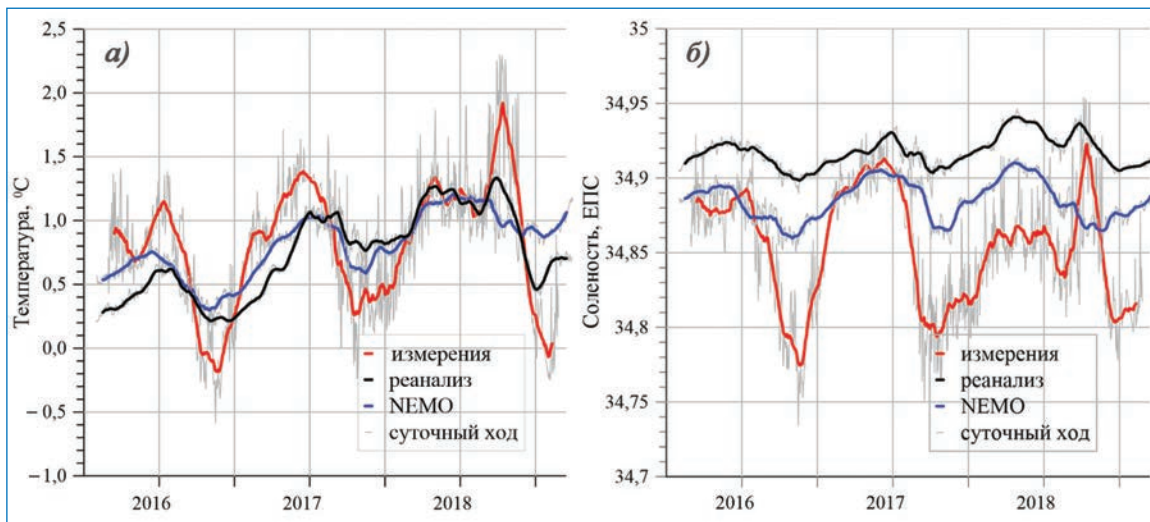 а)
Температура, ⁰C
2,5
2,0
1,5
1,0
0,5
0,0
– 0,5
–1,0
измерения
реанализ
NEMO
суточный ход
2016
2017
2018
б)
Соленость, ЕПС
35
34,95
34,9
34,85
34,8
34,75
34,7
измерения
реанализ
NEMO
суточный ход
2016
2017
2018